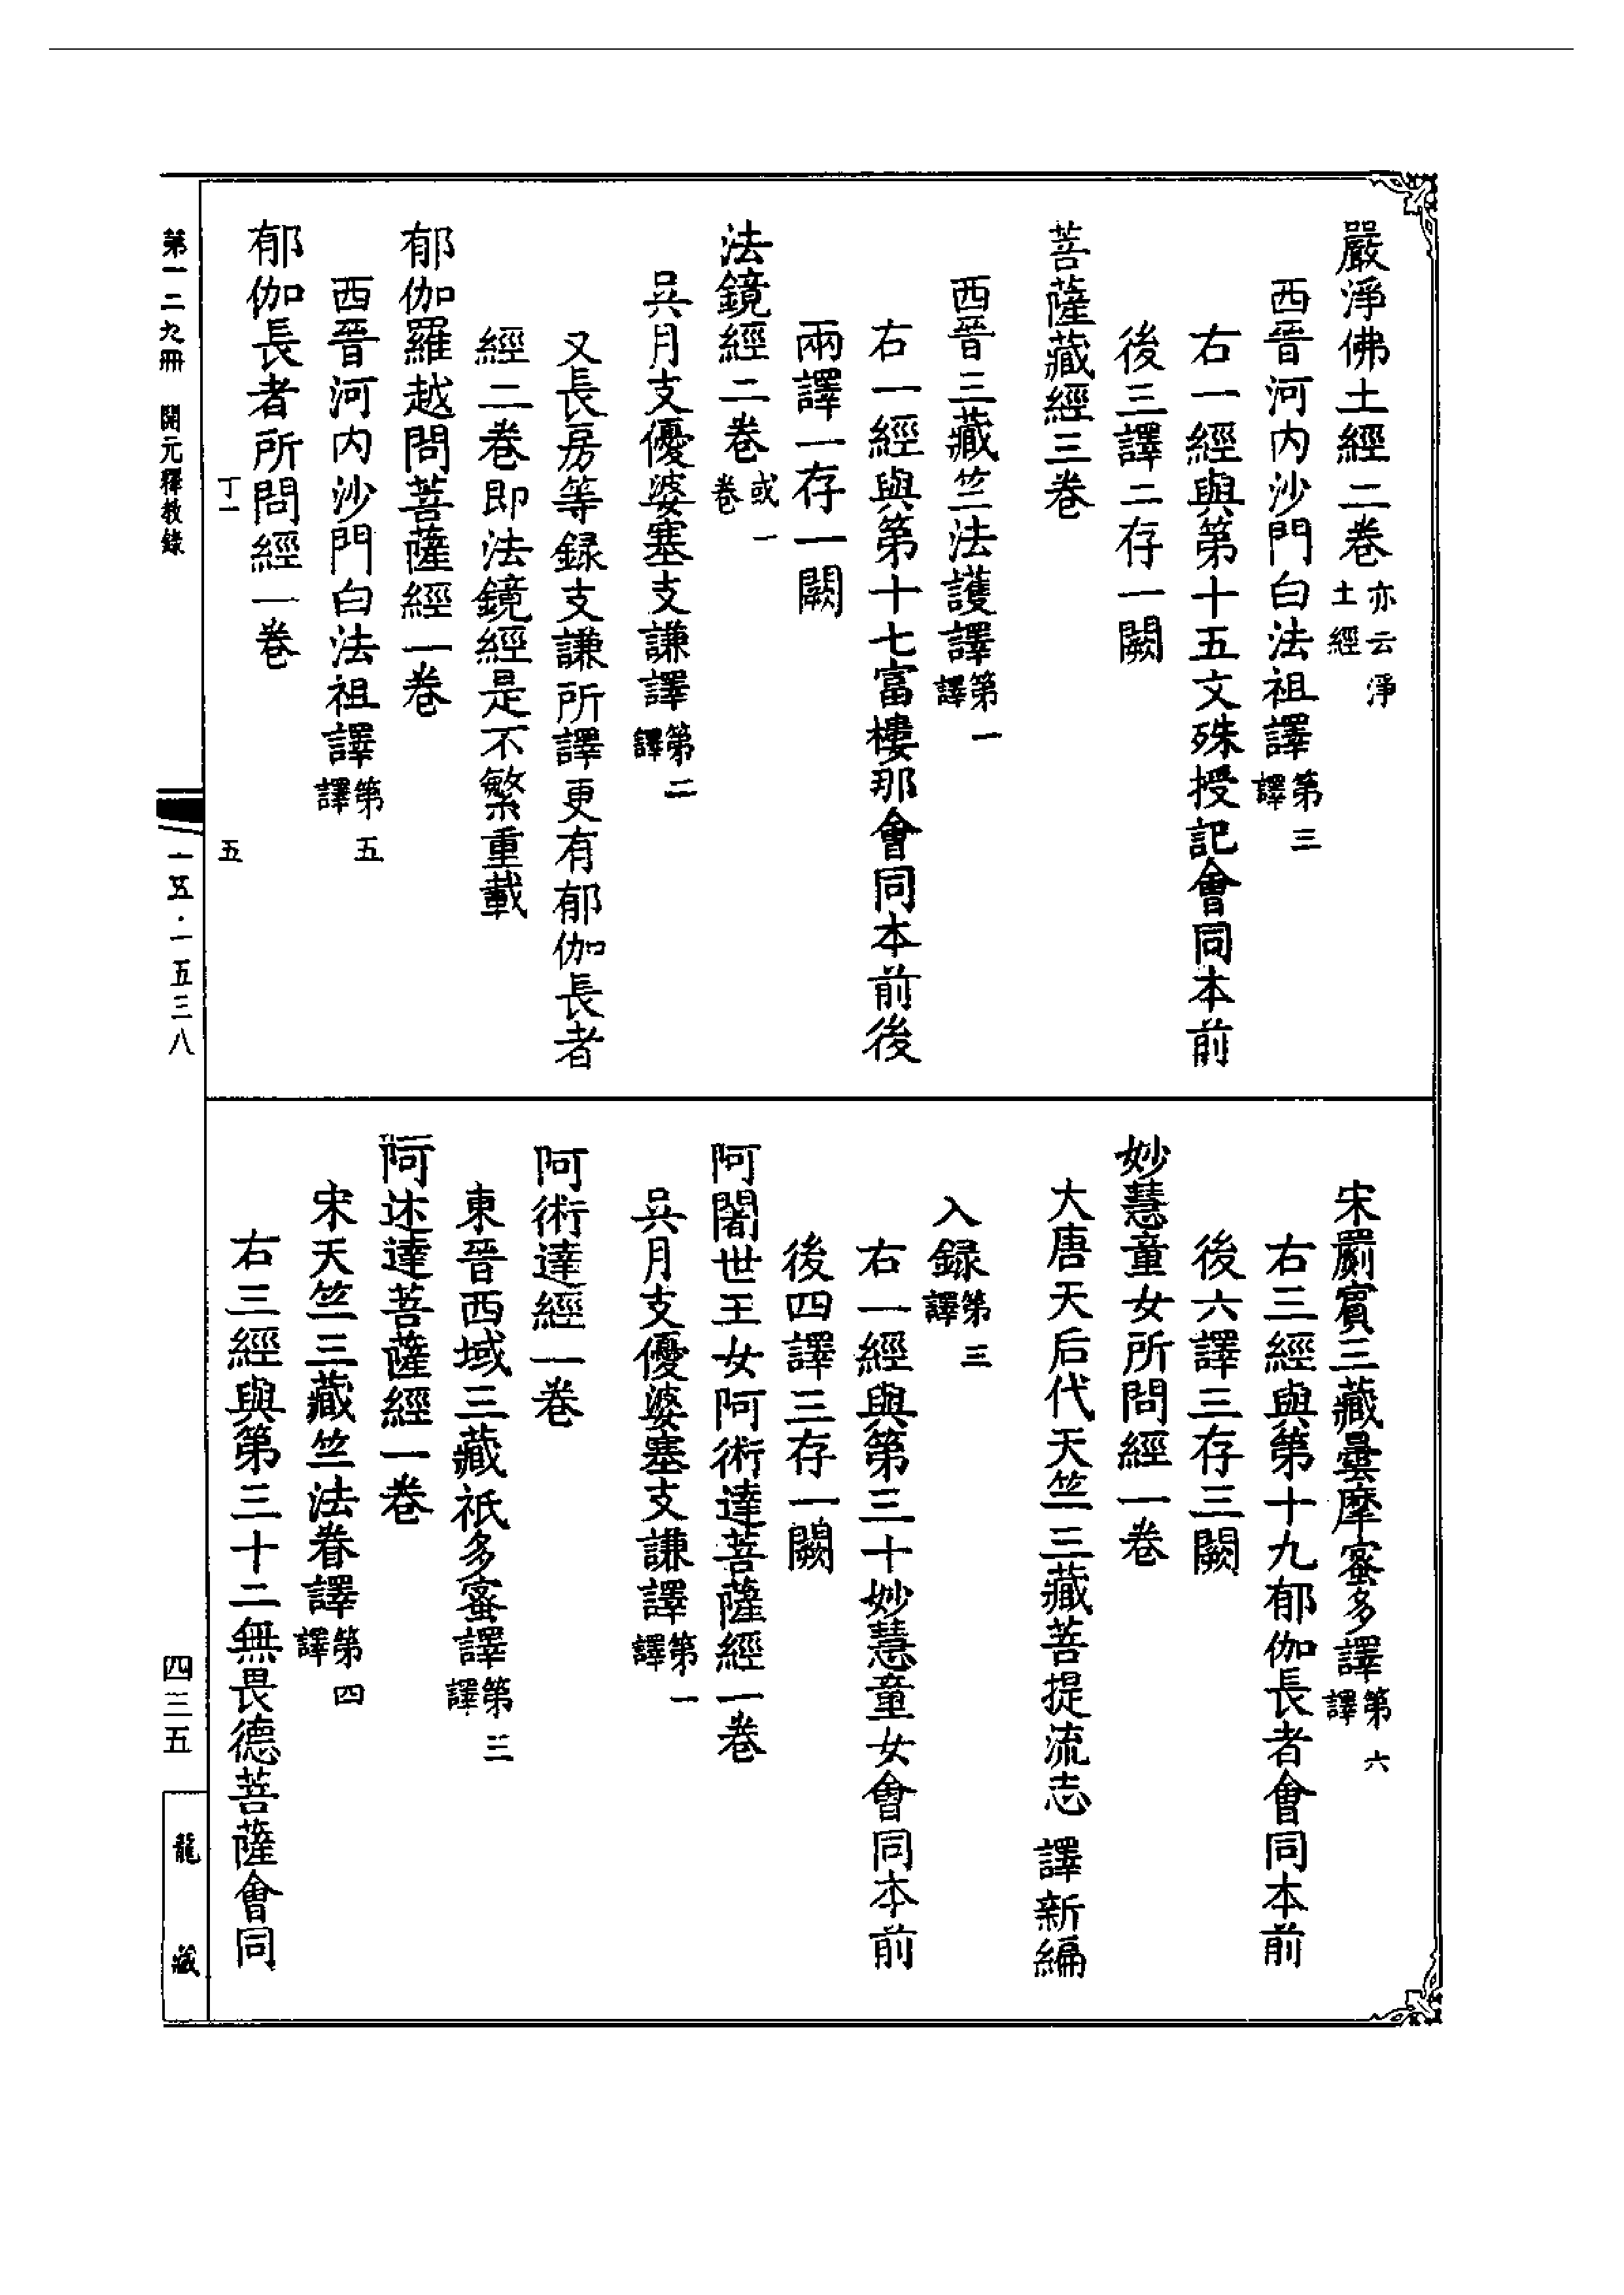 嚴淨佛土經二卷亦云淨土經
西晉河內沙門白法祖譯第三譯
右一經與第十五文殊授記會同本前
後三譯二存一闕
菩薩藏經三卷
西晉三藏竺法護譯第一譯
右一經與第十七富樓那會同本前後
兩譯一存一闕
法鏡經二卷或一卷
吳月支優婆塞支謙譯第二譯
又長房等録支謙所譯更有郁伽長者
經二卷即法鏡經是不繁重載
郁伽羅越問菩薩經一卷
西晉河內沙門白法祖譯第五譯
郁伽長者所問經一卷
丁一 五
宋罽賓三藏曇摩蜜多譯第六譯
右三經與第十九郁伽長者會同本前
後六譯三存三闕
妙慧童女所問經一卷
大唐天后代天竺三藏菩提流志譯新編
入録第三譯
右一經與第三十妙慧童女會同本前
後四譯三存一闕
阿闍世王女阿術達菩薩經一卷
吳月支優婆塞支謙譯第一譯
阿術達經一卷
東晉西域三藏祇多蜜譯第三譯
阿述達菩薩經一卷
宋天竺三藏竺法眷譯第四譯
右三經與第三十二無畏德菩薩會同
第一二九冊 開元釋教錄
一五·一五三八
四三五
龍藏